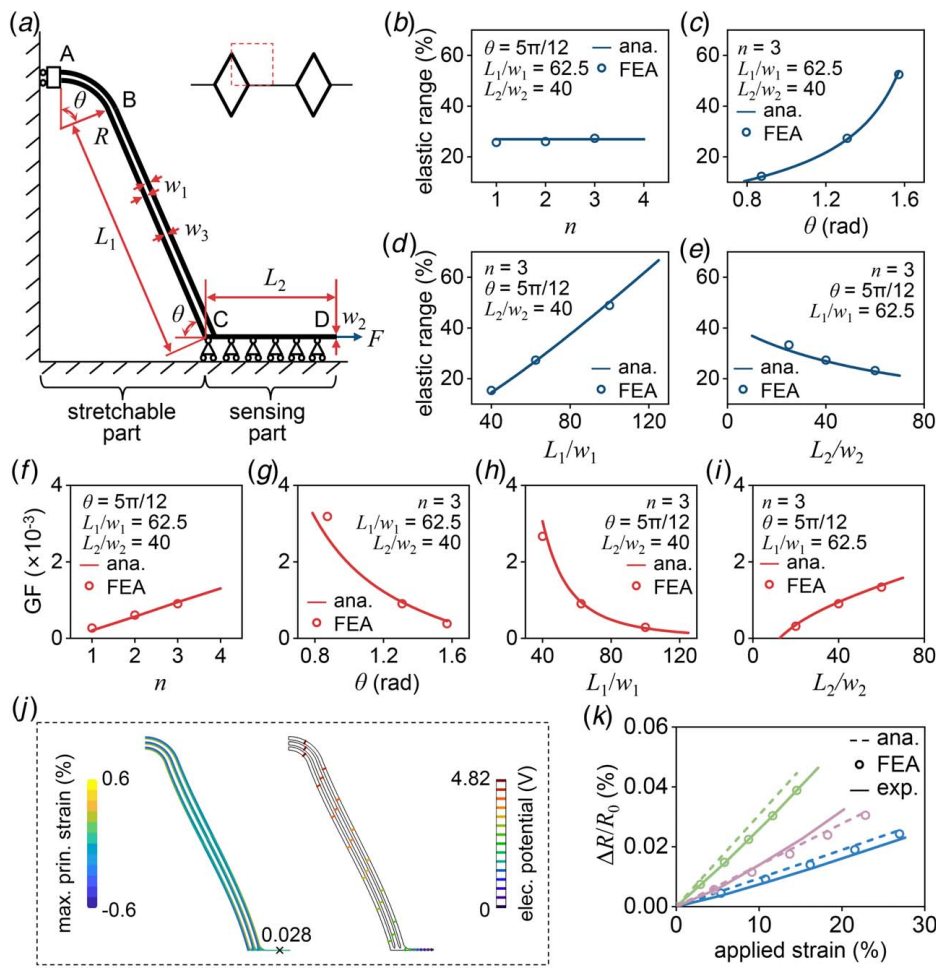 (a)
A
θ
B
R
w1
w3
L1
L2
θ
C
D
w2
F
stretchable part
sensing part
(b)
elastic range (%)
60
40
20
θ = 5π/12
L1/w1 = 62.5
L2/w2 = 40
ana.
FEA
1 2 3 4
n
(c)
60
40
20
n = 3
L1/w1 = 62.5
L2/w2 = 40
ana.
FEA
0.8 1.2 1.6
θ (rad)
(d)
elastic range (%)
60
40
20
n = 3
θ = 5π/12
L2/w2 = 40
ana.
FEA
40 80 120
L1/w1
(e)
60
40
20
n = 3
θ = 5π/12
L1/w1 = 62.5
ana.
FEA
0 40 80
L2/w2
(f)
GF (×10-3)
4
2
0
θ = 5π/12
L1/w1 = 62.5
L2/w2 = 40
ana.
FEA
1 2 3 4
n
(g)
4
2
0
n = 3
L1/w1 = 62.5
L2/w2 = 40
ana.
FEA
0.8 1.2 1.6
θ (rad)
(h)
4
2
0
n = 3
θ = 5π/12
L2/w2 = 40
ana.
FEA
40 80 120
L1/w1
(i)
4
2
0
n = 3
θ = 5π/12
L1/w1 = 62.5
ana.
FEA
0 40 80
L2/w2
(j)
max. prin. strain (%)
0.6
-0.6
0.028
elec. potential (V)
4.82
0
(k)
ΔR/R0 (%)
0.06
0.04
0.02
0.00
ana.
FEA
exp.
0 10 20 30
applied strain (%)